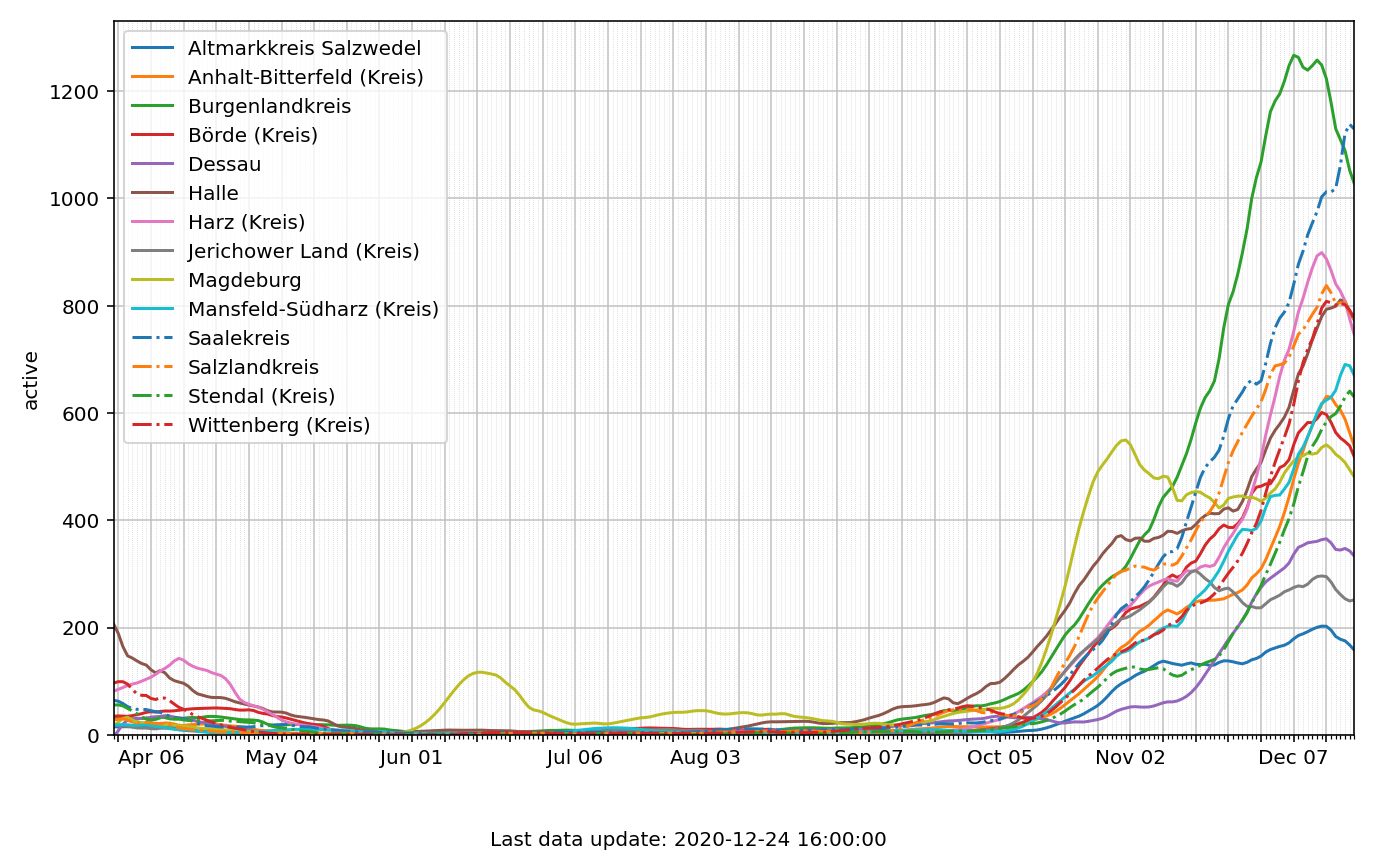 Altmarkkreis Salzwedel
Anhalt-Bitterfeld (Kreis)
Burgenlandkreis
Börde (Kreis)
Dessau
Halle
Harz (Kreis)
Jerichower Land (Kreis)
Magdeburg
Mansfeld-Südharz (Kreis)
Saalekreis
Salzlandkreis
Stendal (Kreis)
Wittenberg (Kreis)
active
1200
1000
800
600
400
200
0
Apr 06 May 04 Jun 01 Jul 06 Aug 03 Sep 07 Oct 05 Nov 02 Dec 07
Last data update: 2020-12-24 16:00:00